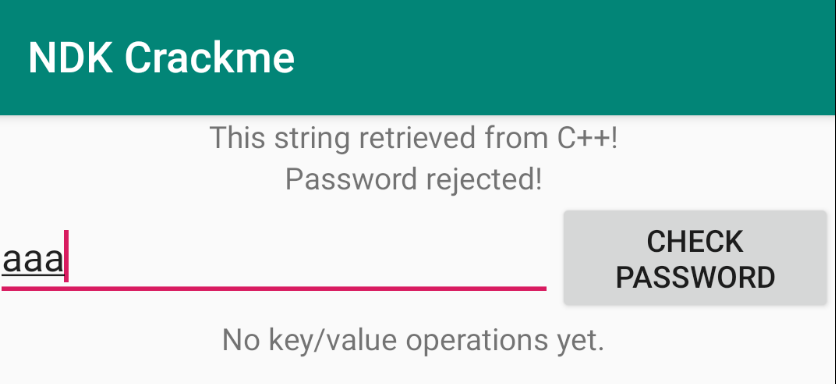 NDK Crackme
This string retrieved from C++!
Password rejected!
aaa
CHECK
PASSWORD
No key/value operations yet.